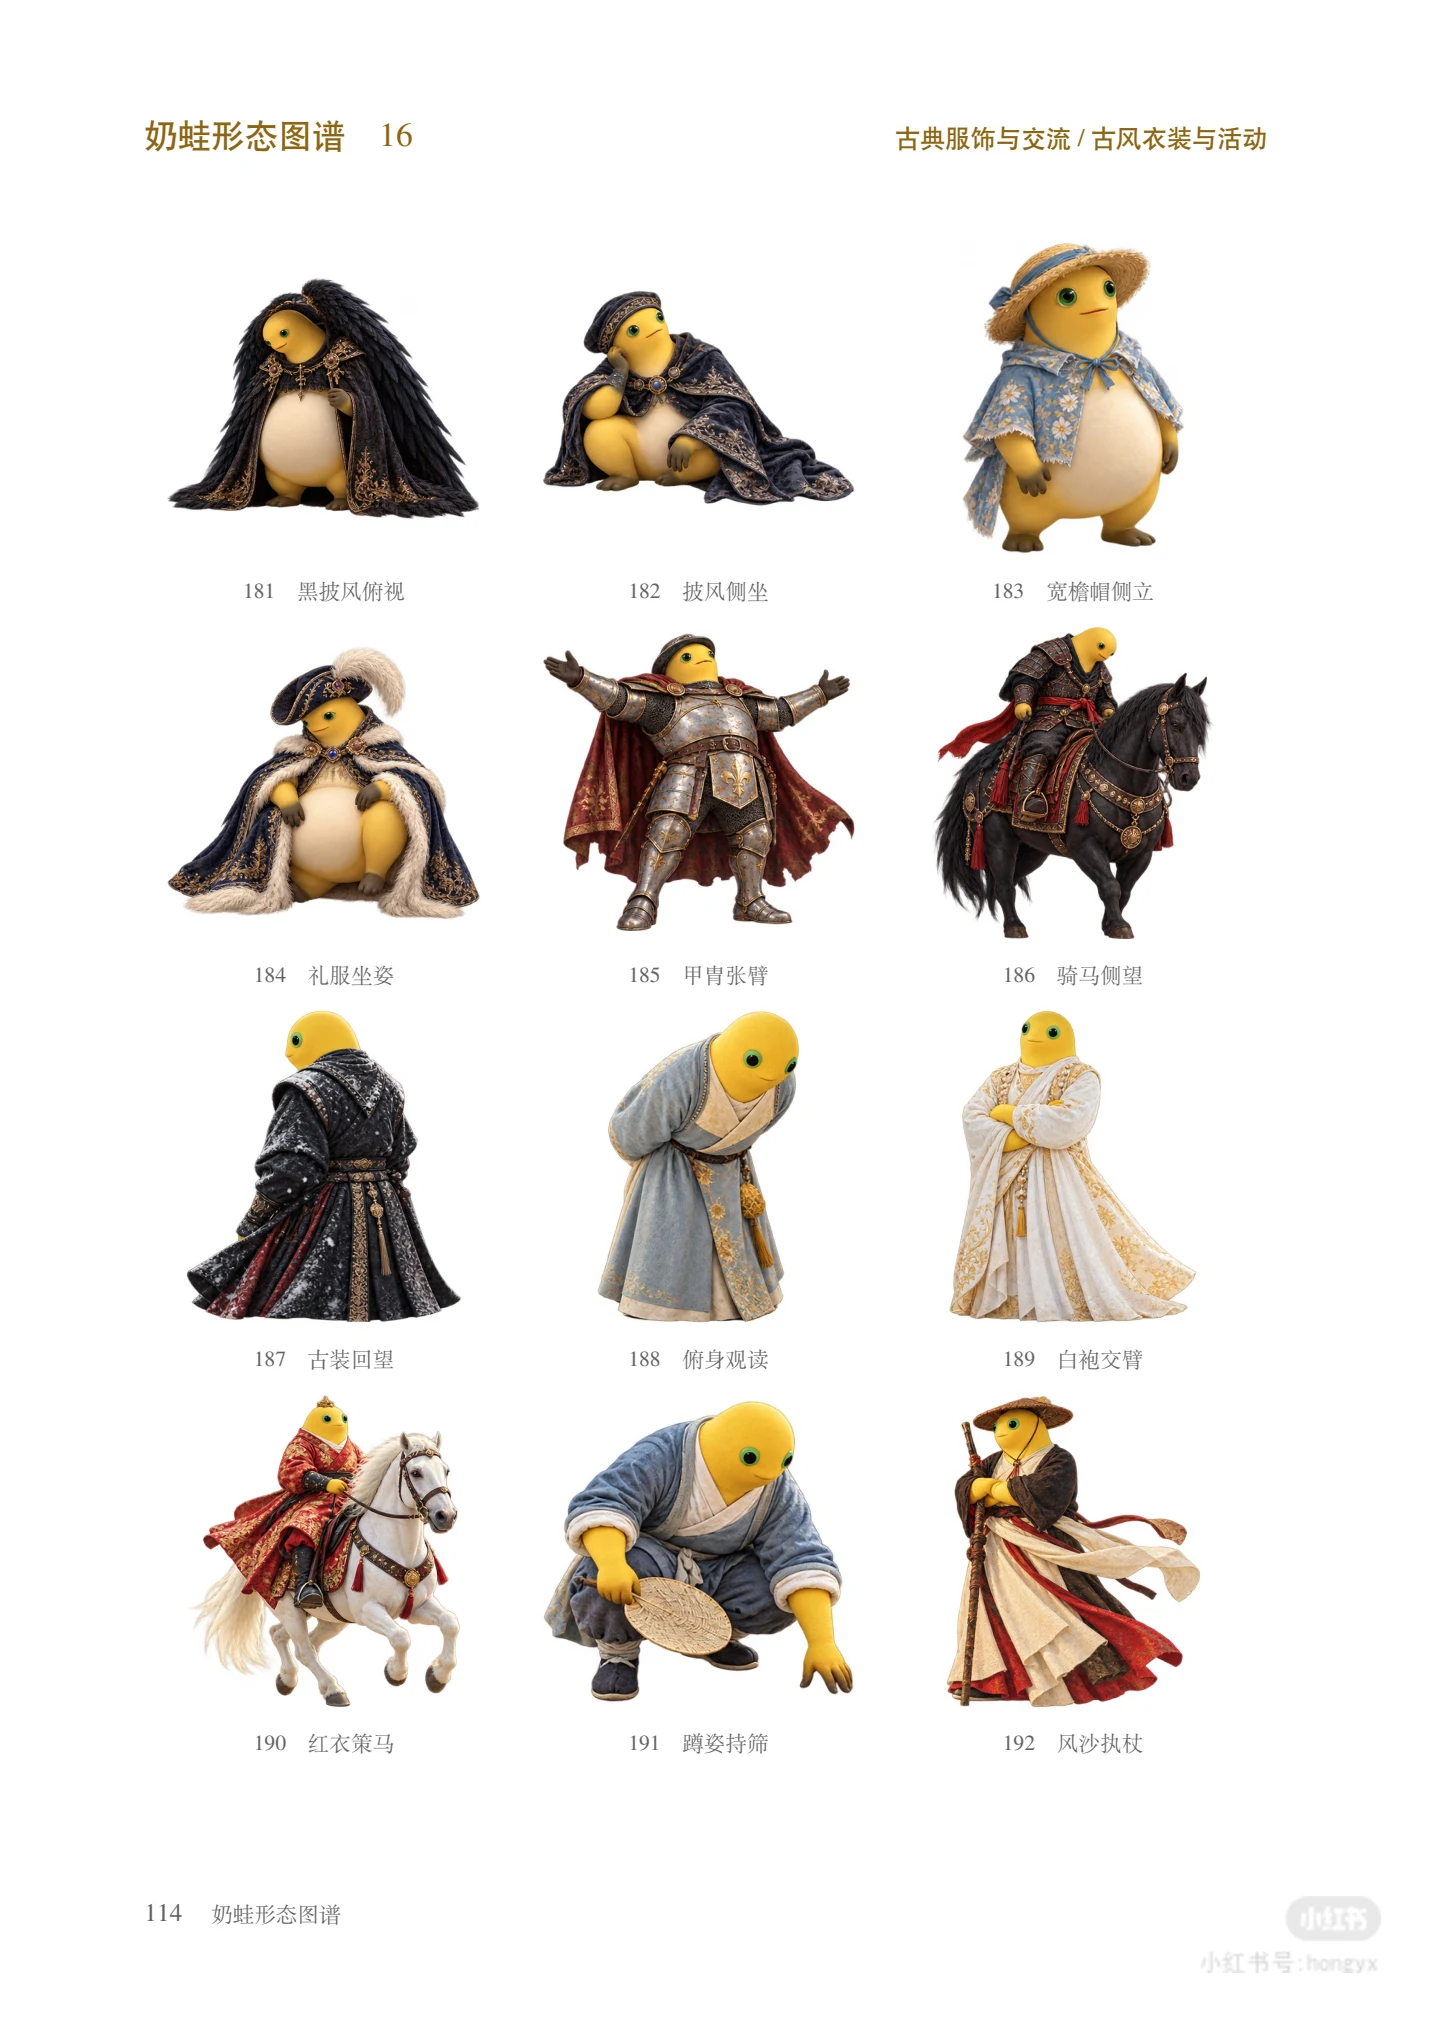 奶蛙形态图谱 16
古典服饰与交流 / 古风衣装与活动
181 黑披风俯视
182 披风侧坐
183 宽檐帽侧立
184 礼服坐姿
185 甲胄张臂
186 骑马侧望
187 古装回望
188 俯身观读
189 白袍交臂
190 红衣策马
191 蹲姿持筛
192 风沙执杖
114 奶蛙形态图谱
小红书
小红书号:hongyx